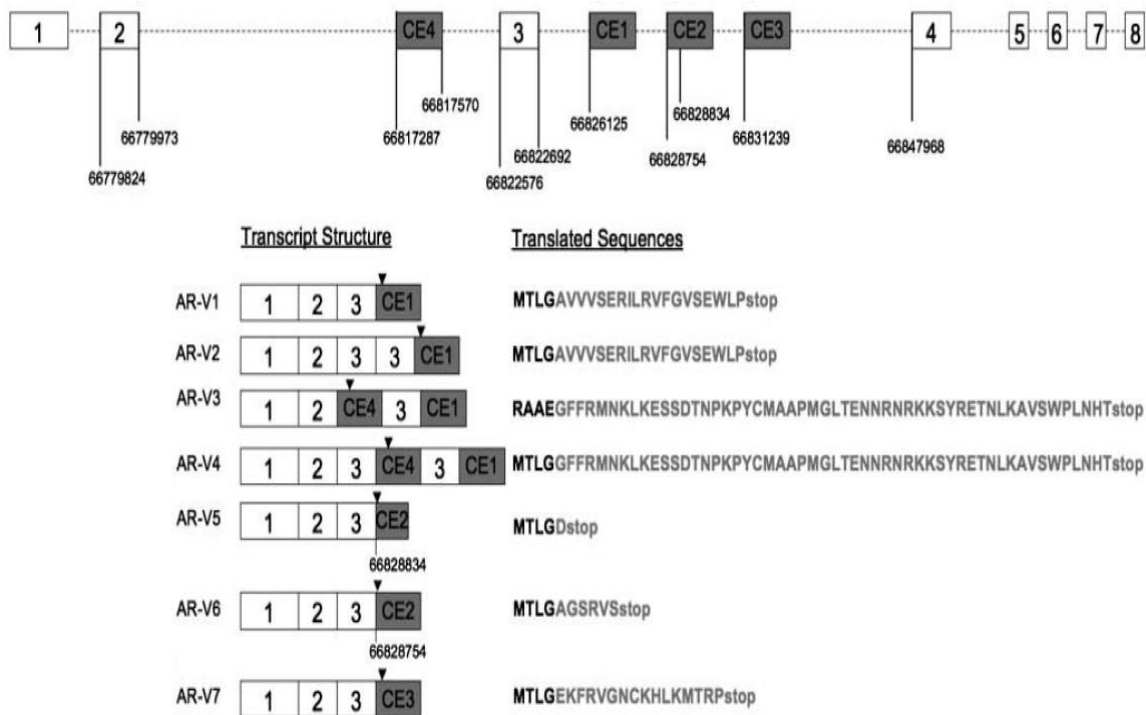 1 2 CE4 3 CE1 CE2 CE3 4 5 6 7 8
66817570
66828834
66826125
66779973
66817287
66822692
66828754
66831239
66847968
66779824
66822576
Transcript Structure Translated Sequences
AR-V1 1 2 3 CE1 MTLGAVVVSERILRVFGVSEWLPstop
AR-V2 1 2 3 3 CE1 MTLGAVVVSERILRVFGVSEWLPstop
AR-V3 1 2 CE4 3 CE1 RAAEGFFRMNKLKESSDTNPKPYCMAAPMGLTENNRNRKKSYRETNLKAVSWPLNHTstop
AR-V4 1 2 3 CE4 3 CE1 MTLGGFFRMNKLKESSDTNPKPYCMAAPMGLTENNRNRKKSYRETNLKAVSWPLNHTstop
AR-V5 1 2 3 CE2 MTLGDstop
66828834
AR-V6 1 2 3 CE2 MTLGAGSRVSstop
66828754
AR-V7 1 2 3 CE3 MTLGEKFRVGNCKHLKMTRPstop